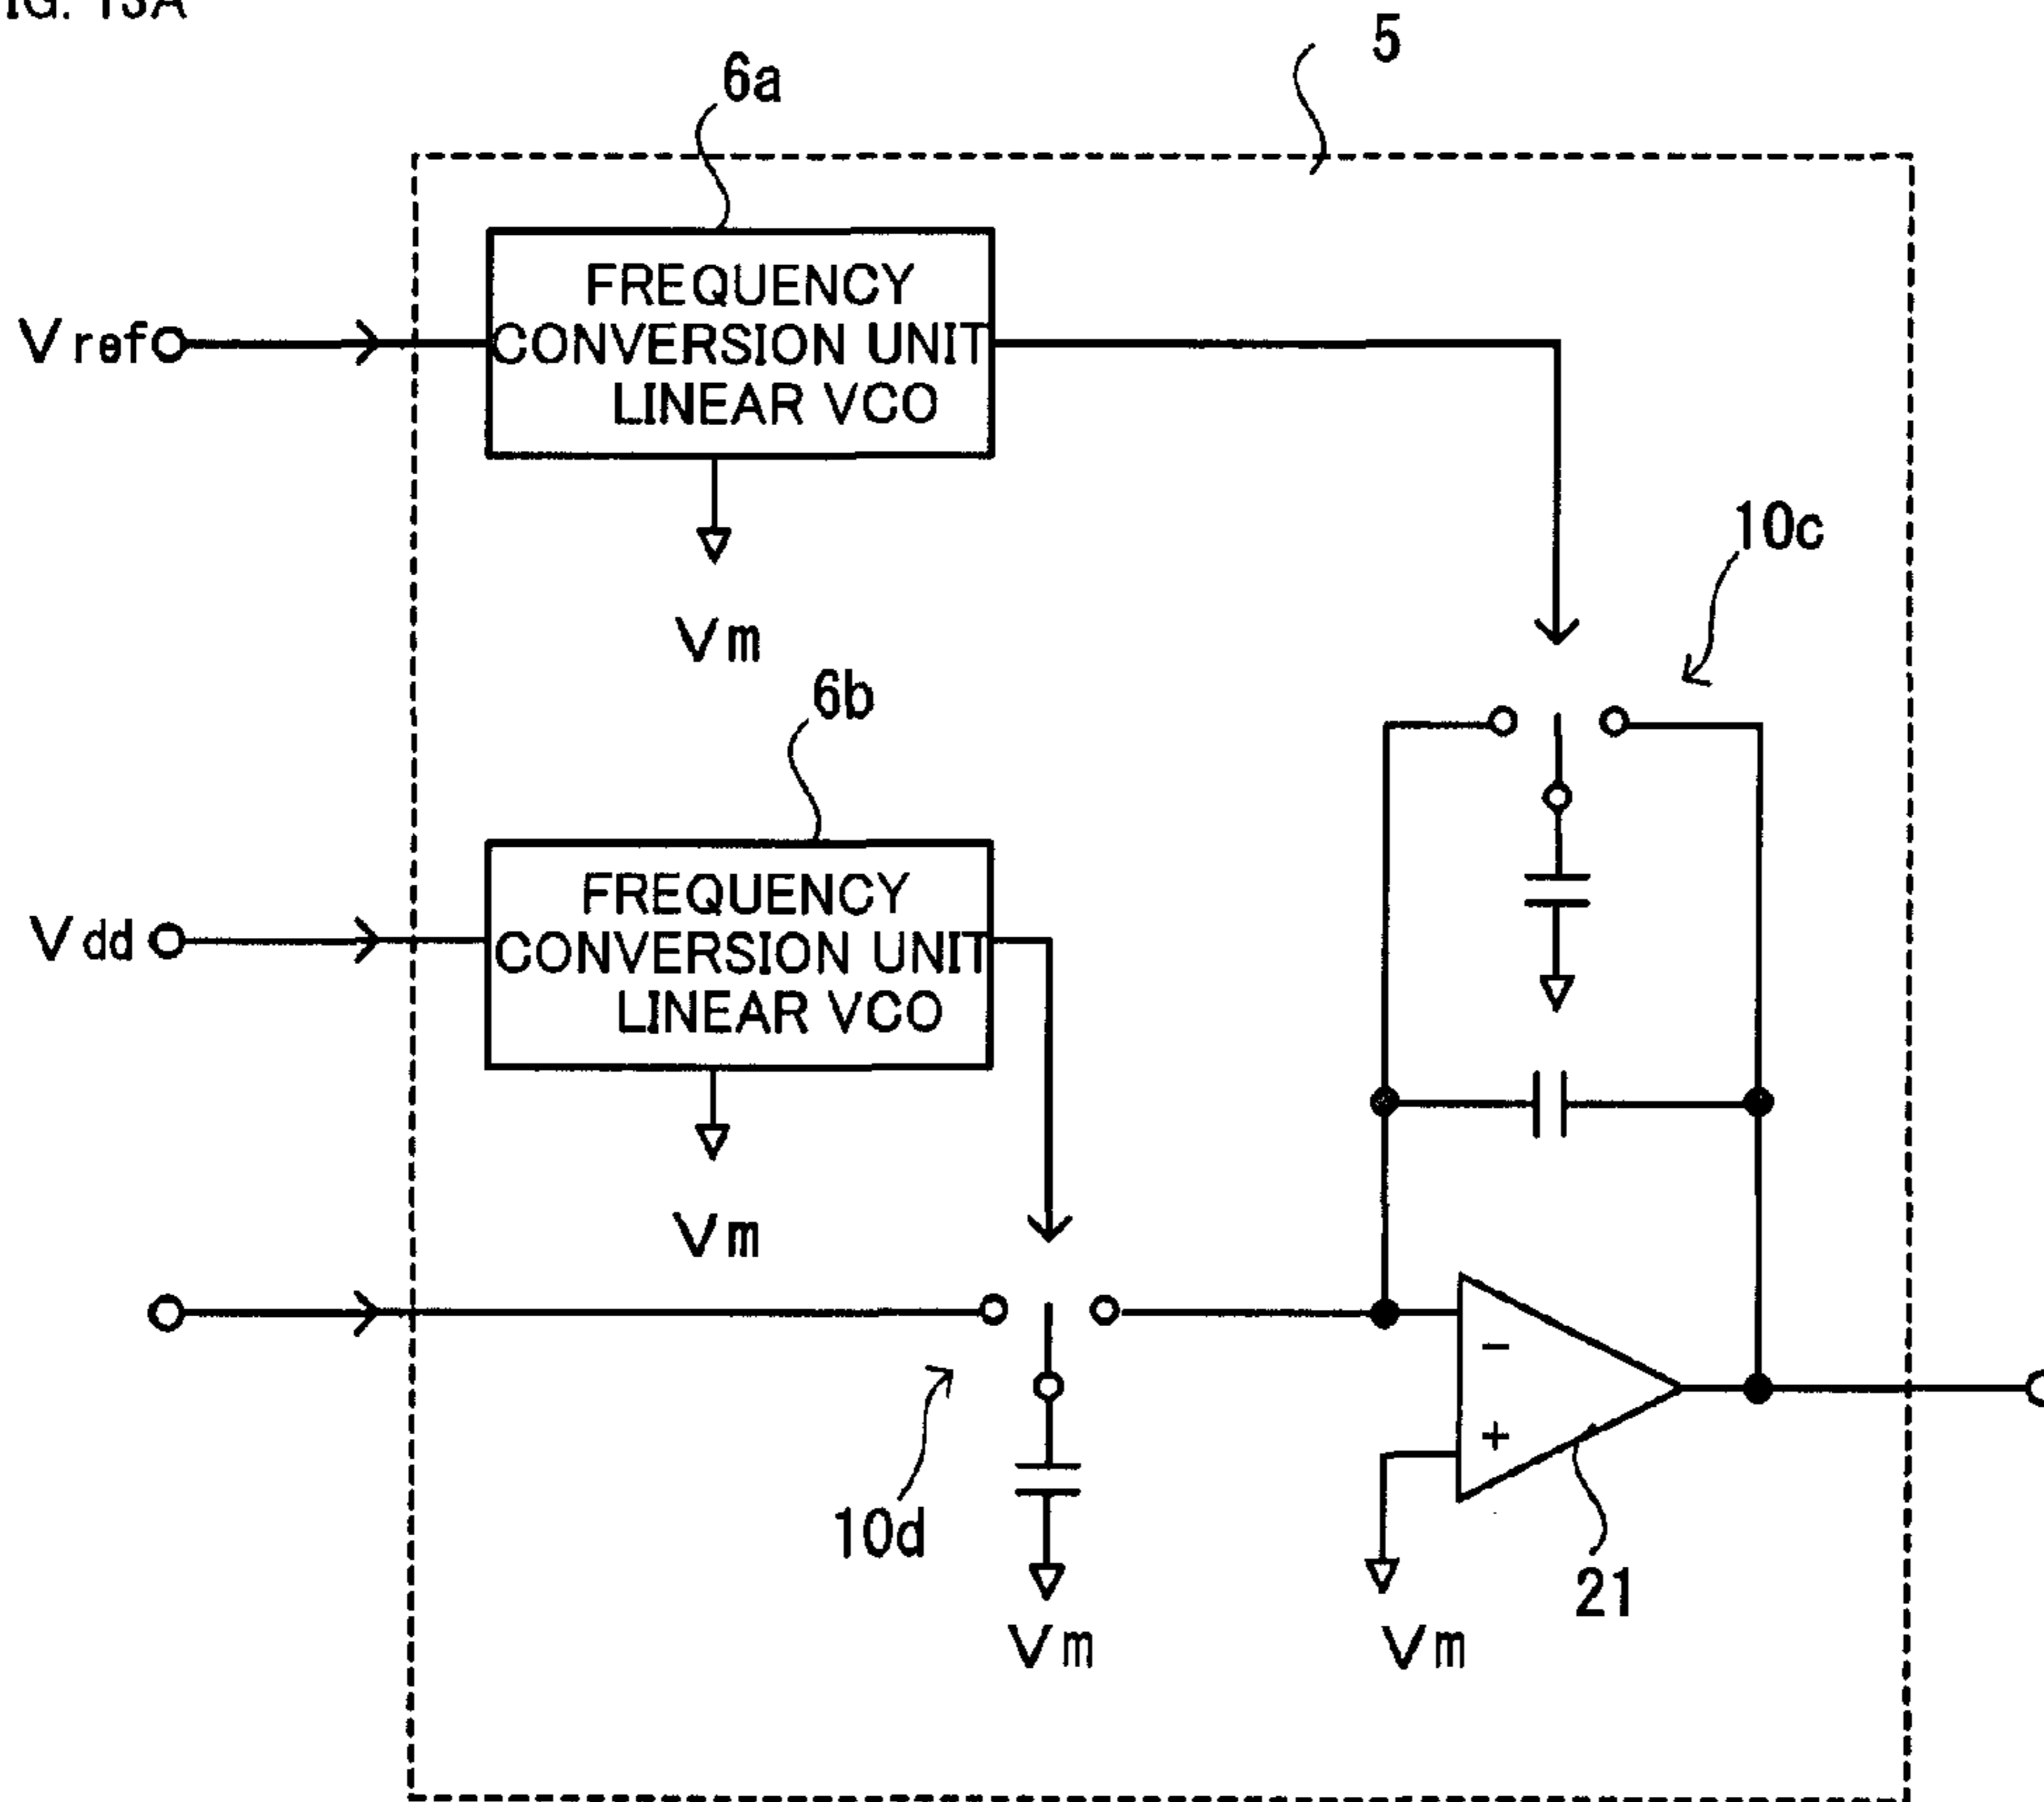 IG. 13A
5
6a
FREQUENCY
CONVERSION UNIT
LINEAR VCO
Vref
Vm
10c
6b
FREQUENCY
CONVERSION UNIT
LINEAR VCO
Vdd
Vm
-
+
10d
21
Vm
Vm